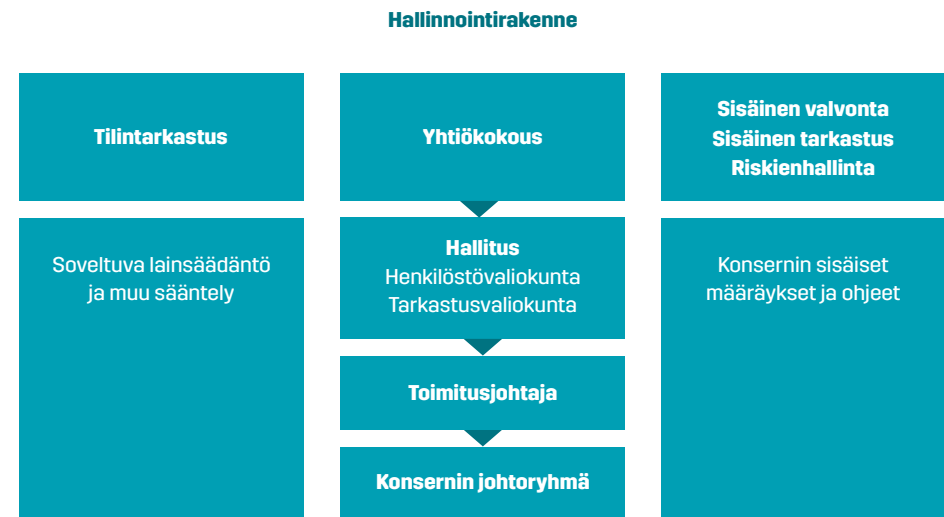 Hallinnointirakenne
Tilintarkastus
Yhtiökokous
Sisäinen valvonta
Sisäinen tarkastus
Riskienhallinta
Soveltuva lainsäädäntö
ja muu sääntely
Hallitus
Henkilöstövaliokunta
Tarkastusvaliokunta
Konsernin sisäiset
määräykset ja ohjeet
Toimitusjohtaja
Konsernin johtoryhmä